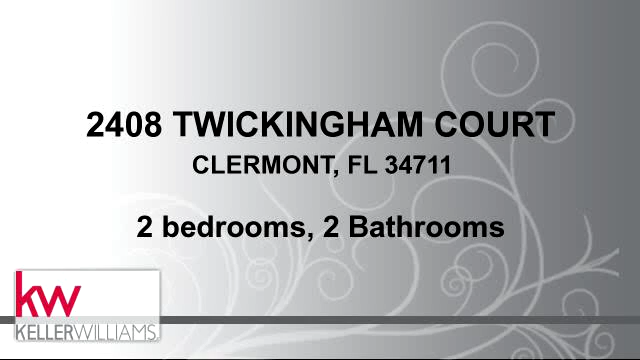 2408 TWICKINGHAM COURT
CLERMONT, FL 34711
2 bedrooms, 2 Bathrooms
kw
KELLERWILLIAMS